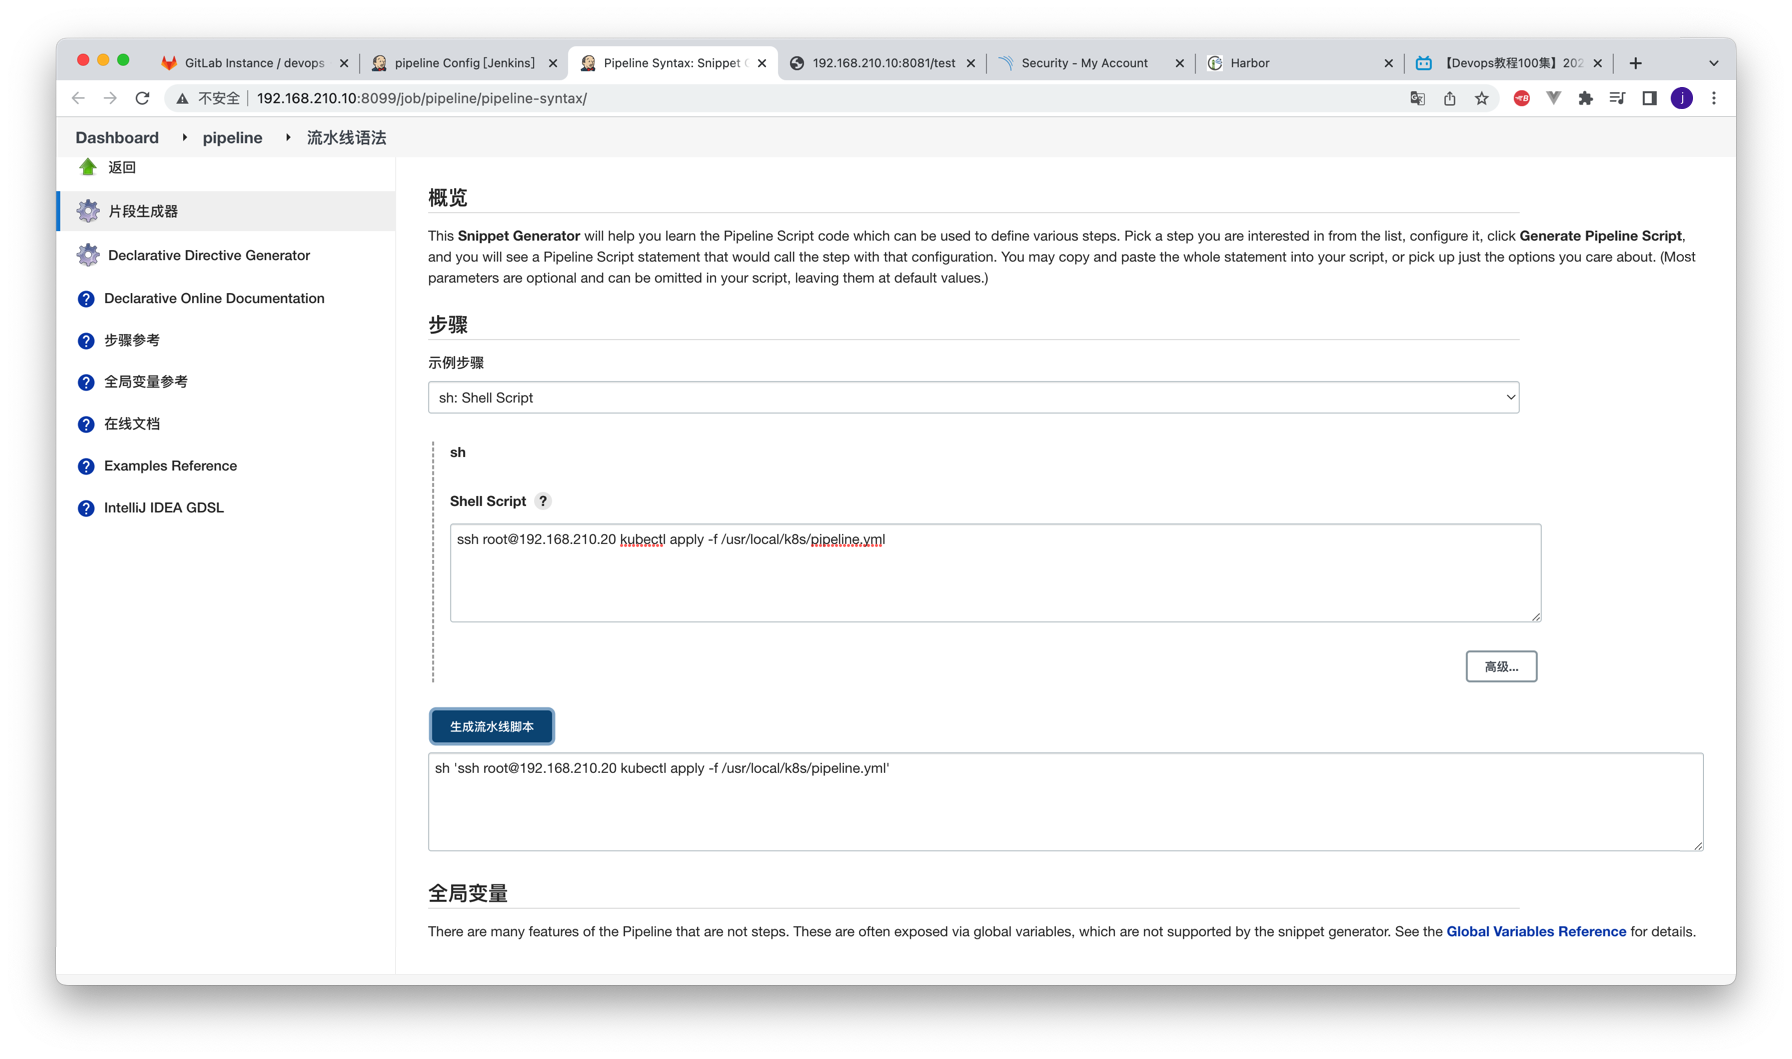 GitLab Instance / devops
pipeline Config [Jenkins]
Pipeline Syntax: Snippet
192.168.210.10:8081/test
Security - My Account
Harbor
【Devops教程100集】202
不安全
192.168.210.10:8099/job/pipeline/pipeline-syntax/
j
Dashboard
pipeline
流水线语法
返回
片段生成器
Declarative Directive Generator
Declarative Online Documentation
步骤参考
全局变量参考
在线文档
Examples Reference
IntelliJ IDEA GDSL
概览
This Snippet Generator will help you learn the Pipeline Script code which can be used to define various steps. Pick a step you are interested in from the list, configure it, click Generate Pipeline Script,
and you will see a Pipeline Script statement that would call the step with that configuration. You may copy and paste the whole statement into your script, or pick up just the options you care about. (Most
parameters are optional and can be omitted in your script, leaving them at default values.)
步骤
示例步骤
sh: Shell Script
sh
Shell Script ?
ssh root@192.168.210.20 kubectl apply -f /usr/local/k8s/pipeline.yml
高级...
生成流水线脚本
sh 'ssh root@192.168.210.20 kubectl apply -f /usr/local/k8s/pipeline.yml'
全局变量
There are many features of the Pipeline that are not steps. These are often exposed via global variables, which are not supported by the snippet generator. See the Global Variables Reference for details.